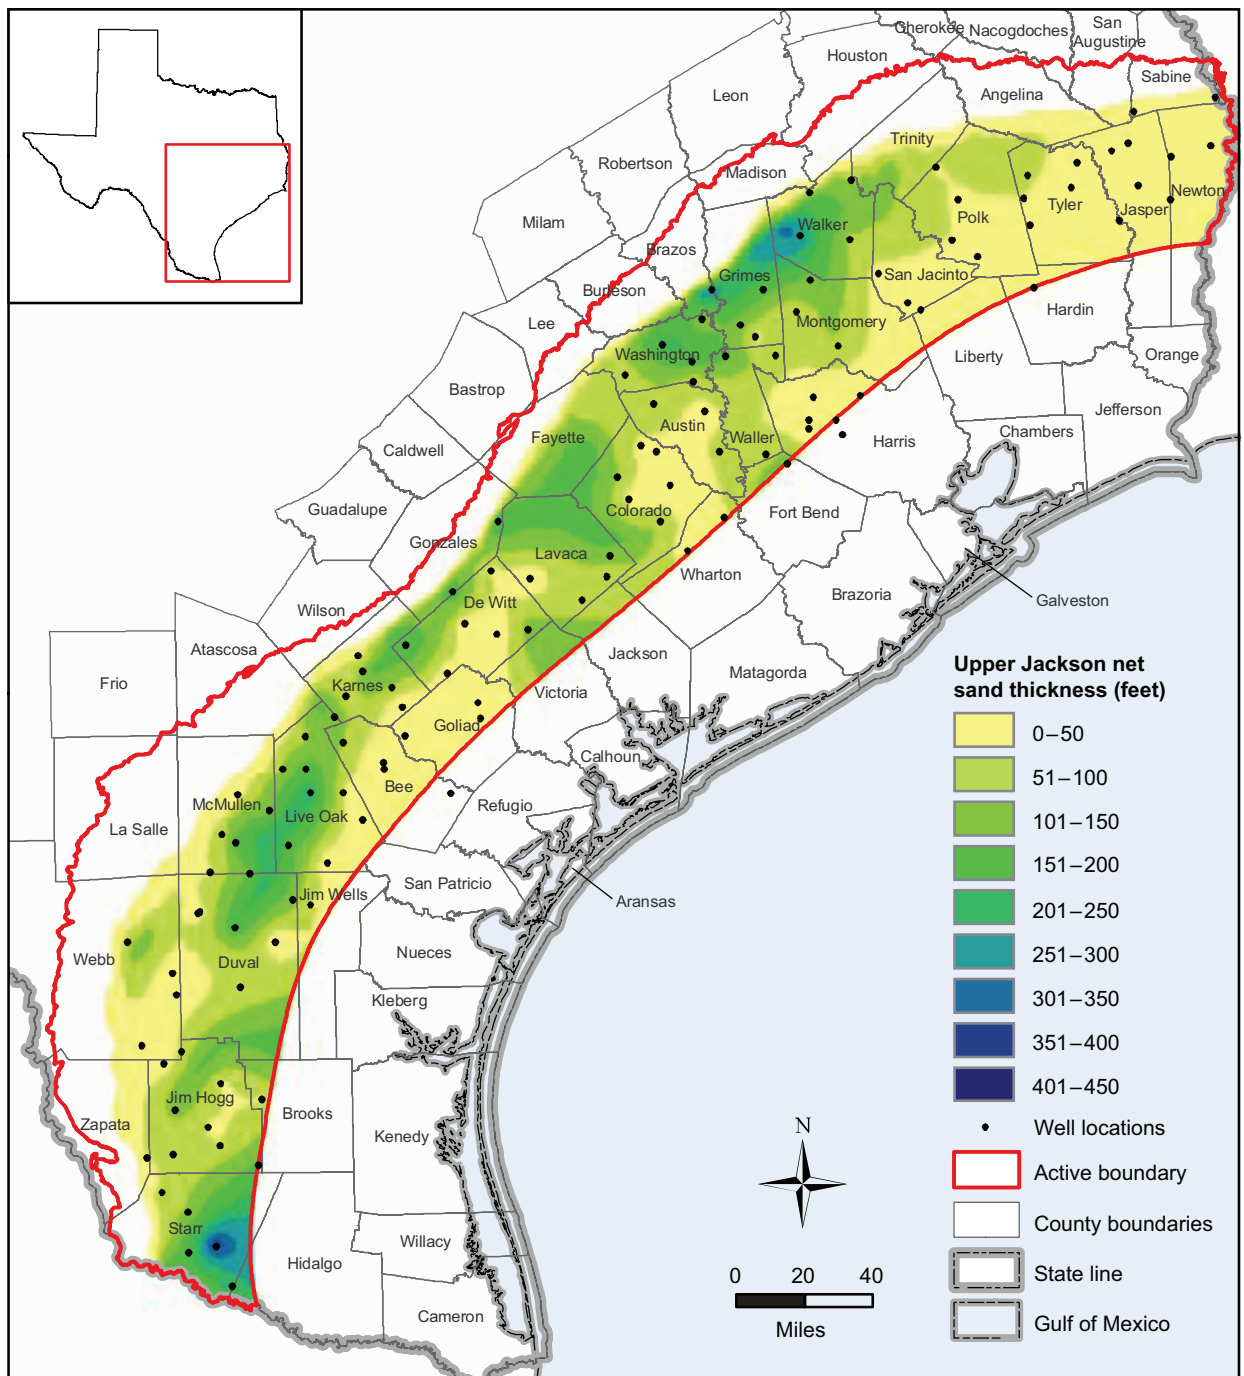 Cherokee
Nacogdoches
San
Augustine
Houston
Sabine
Leon
Angelina
Trinity
Robertson
Madison
Newton
Milam
Walker
Polk
Tyler
Jasper
Brazos
Grimes
San Jacinto
Burleson
Hardin
Lee
Montgomery
Washington
Liberty
Orange
Bastrop
Jefferson
Austin
Waller
Fayette
Harris
Chambers
Caldwell
Guadalupe
Colorado
Fort Bend
Gonzales
Lavaca
Wharton
Brazoria
Galveston
Wilson
De Witt
Atascosa
Jackson
Matagorda
Frio
Karnes
Victoria
Goliad
Calhoun
Bee
Refugio
McMullen
Live Oak
La Salle
San Patricio
Jim Wells
Aransas
Nueces
Webb
Duval
Kleberg
Jim Hogg
Brooks
Zapata
Kenedy
Starr
Willacy
Hidalgo
Cameron
Upper Jackson net
sand thickness (feet)
0–50
51–100
101–150
151–200
201–250
251–300
301–350
351–400
401–450
Well locations
Active boundary
County boundaries
State line
Gulf of Mexico
N
0 20 40
Miles